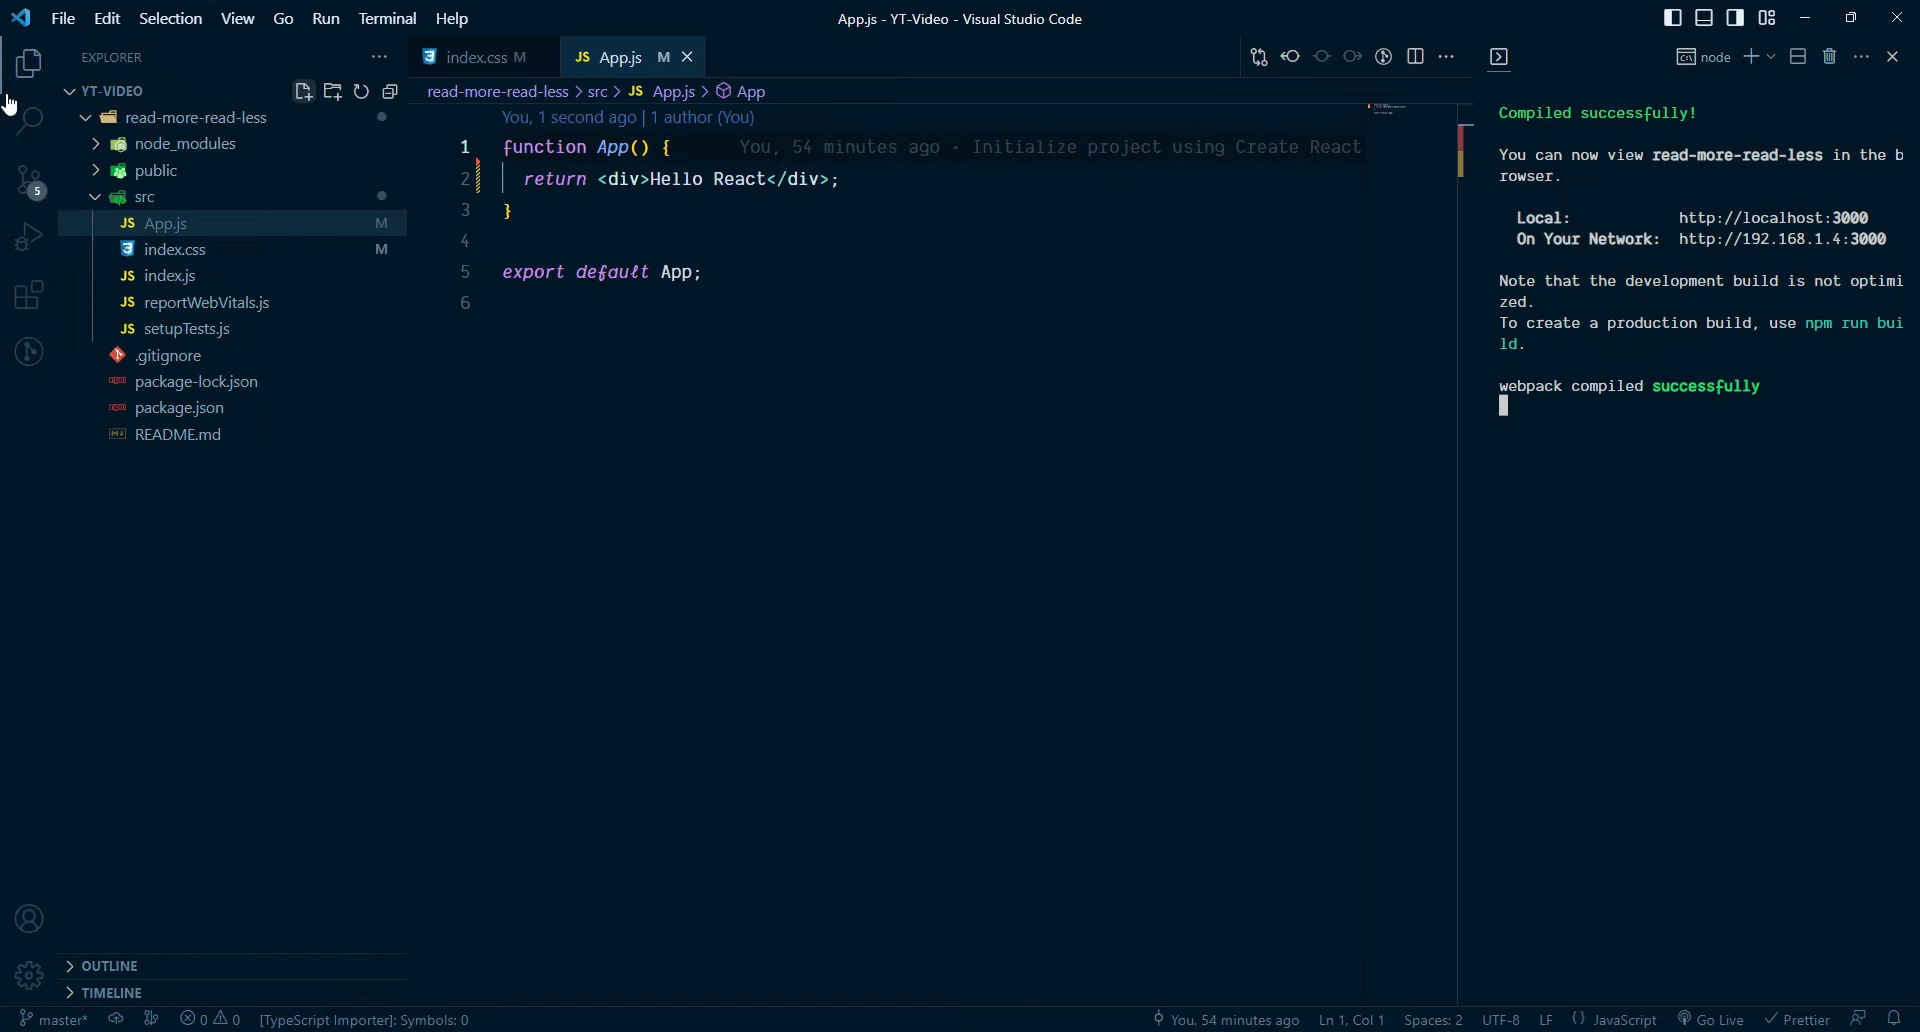 File Edit Selection View Go Run Terminal Help
App.js - YT-Video - Visual Studio Code
EXPLORER
YT-VIDEO
read-more-read-less
node_modules
public
src
JS App.js M
index.css M
JS index.js
JS reportWebVitals.js
JS setupTests.js
.gitignore
package-lock.json
package.json
README.md
OUTLINE
TIMELINE
5
index.css M
JS App.js M
read-more-read-less > src > JS App.js > App
You, 1 second ago | 1 author (You)
1 function App() { You, 54 minutes ago · Initialize project using Create React
2 return <div>Hello React</div>;
3 }
4
5 export default App;
6
node
Compiled successfully!
You can now view read-more-read-less in the b
rowser.
Local: http://localhost:3000
On Your Network: http://192.168.1.4:3000
Note that the development build is not optimi
zed.
To create a production build, use npm run bui
ld.
webpack compiled successfully
master* 0 0 [TypeScript Importer]: Symbols: 0
You, 54 minutes ago Ln 1, Col 1 Spaces: 2 UTF-8 LF {} JavaScript Go Live Prettier